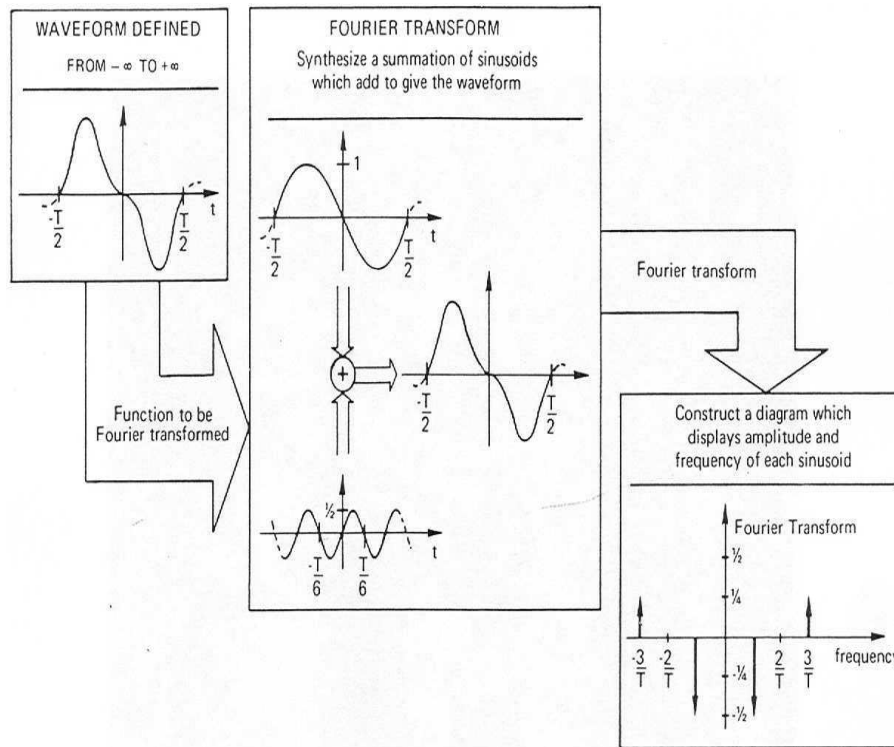 WAVEFORM DEFINED
FROM – ∞ TO +∞
t
-T/2
T/2
Function to be
Fourier transformed
FOURIER TRANSFORM
Synthesize a summation of sinusoids
which add to give the waveform
1
t
-T/2
T/2
+
-T/2
T/2
½
t
-T/6
T/6
Fourier transform
Construct a diagram which
displays amplitude and
frequency of each sinusoid
Fourier Transform
½
¼
-3/T
-2/T
2/T
3/T
frequency
-¼
-½